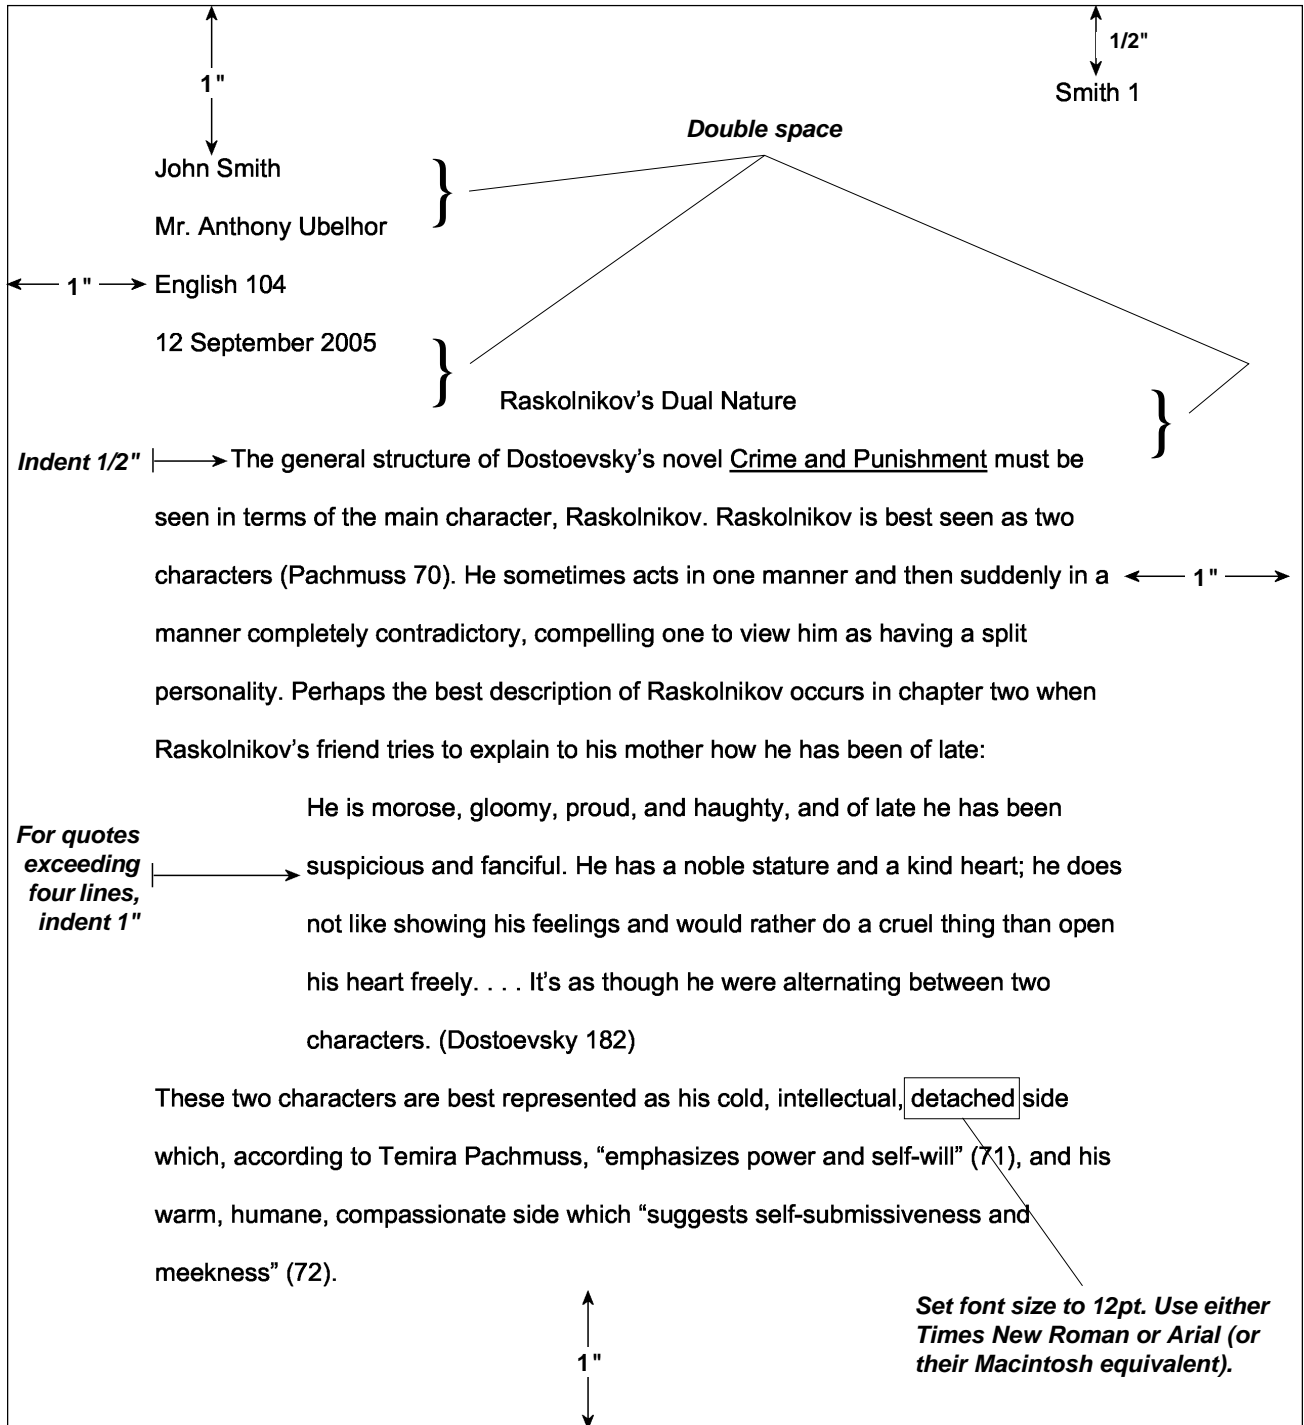 1"
1/2"
Smith 1
Double space
John Smith
}
Mr. Anthony Ubelhor
1"
English 104
12 September 2005
}
Raskolnikov’s Dual Nature
}
Indent 1/2"
The general structure of Dostoevsky’s novel Crime and Punishment must be
seen in terms of the main character, Raskolnikov. Raskolnikov is best seen as two
characters (Pachmuss 70). He sometimes acts in one manner and then suddenly in a
1"
manner completely contradictory, compelling one to view him as having a split
personality. Perhaps the best description of Raskolnikov occurs in chapter two when
Raskolnikov’s friend tries to explain to his mother how he has been of late:
For quotes
exceeding
four lines,
indent 1"
He is morose, gloomy, proud, and haughty, and of late he has been
suspicious and fanciful. He has a noble stature and a kind heart; he does
not like showing his feelings and would rather do a cruel thing than open
his heart freely. . . . It’s as though he were alternating between two
characters. (Dostoevsky 182)
These two characters are best represented as his cold, intellectual, detached side
which, according to Temira Pachmuss, “emphasizes power and self-will” (71), and his
warm, humane, compassionate side which “suggests self-submissiveness and
meekness” (72).
Set font size to 12pt. Use either
Times New Roman or Arial (or
their Macintosh equivalent).
1"